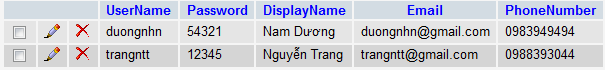 UserName Password DisplayName Email PhoneNumber
duongnhn 54321 Nam Dương duongnhn@gmail.com 0983949494
trangntt 12345 Nguyễn Trang trangntt@gmail.com 0988393044